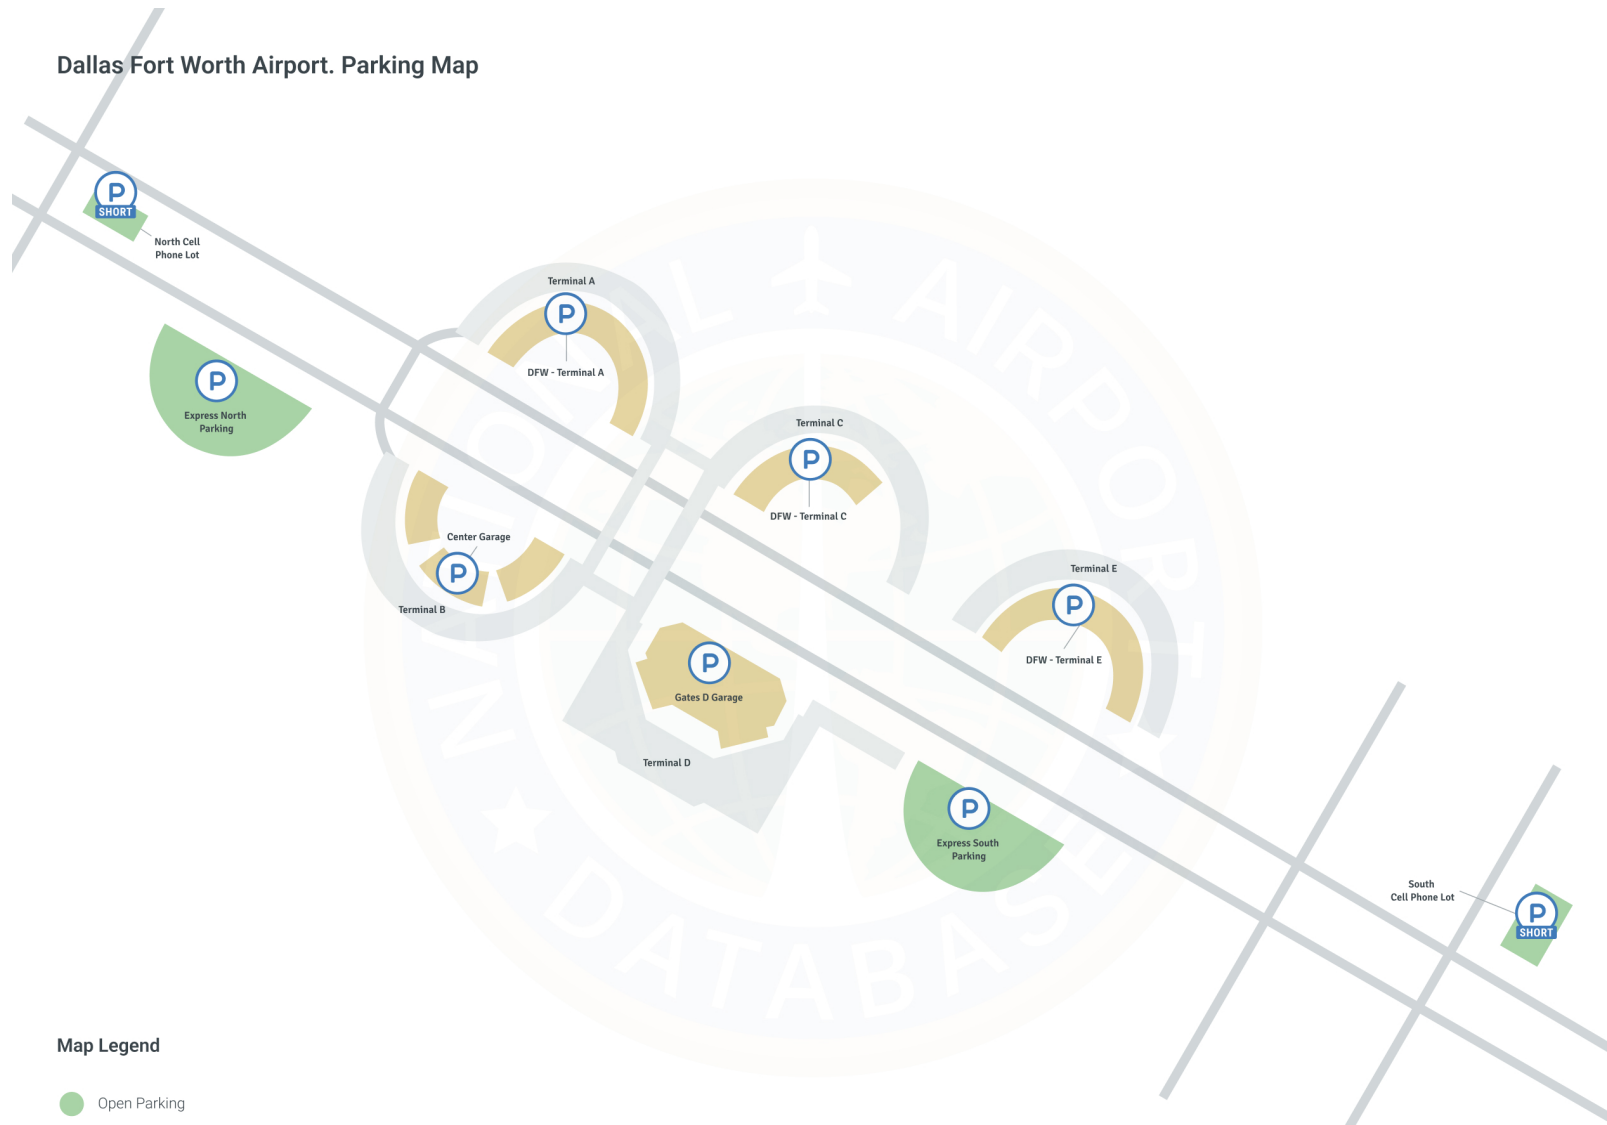 Dallas Fort Worth Airport. Parking Map
P
SHORT
North Cell
Phone Lot
Terminal A
P
DFW - Terminal A
P
Express North
Parking
Terminal C
P
DFW - Terminal C
Center Garage
P
Terminal B
Terminal E
P
DFW - Terminal E
P
Gates D Garage
Terminal D
P
Express South
Parking
South
Cell Phone Lot
P
SHORT
Map Legend
Open Parking
AIRPORT
DATABASE